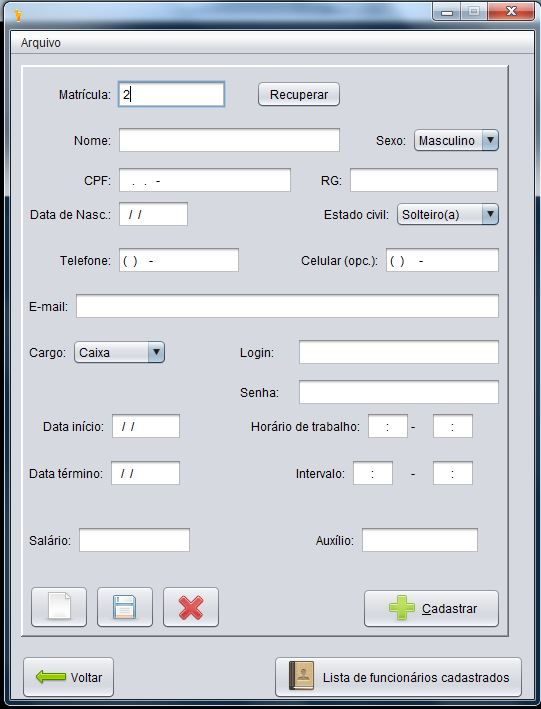 Arquivo
Matrícula: 2 Recuperar
Nome: Sexo: Masculino
CPF: . . - RG:
Data de Nasc.: / / Estado civil: Solteiro(a)
Telefone: ( ) - Celular (opc.): ( ) -
E-mail:
Cargo: Caixa Login:
Senha:
Data início: / / Horário de trabalho: : - :
Data término: / / Intervalo: : - :
Salário: Auxílio:
Cadastrar
Voltar Lista de funcionários cadastrados